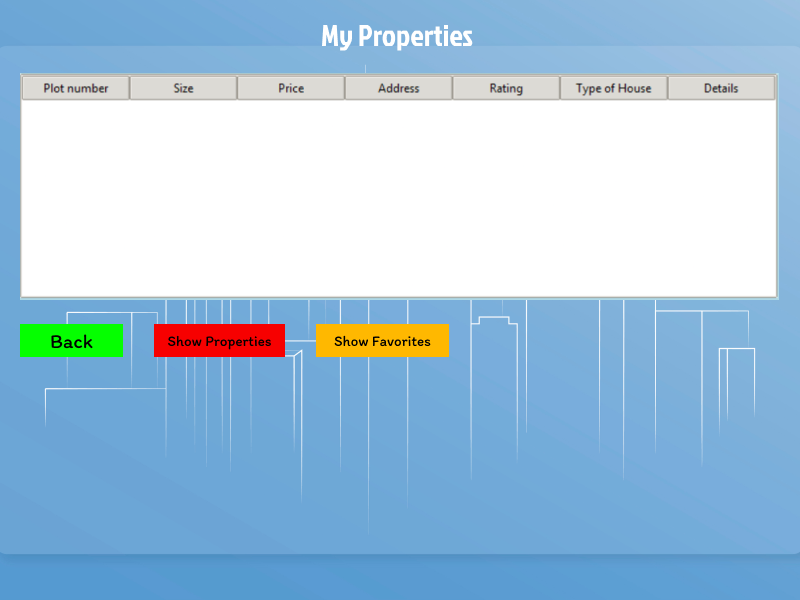 My Properties
Plot number Size Price Address Rating Type of House Details
Back Show Properties Show Favorites